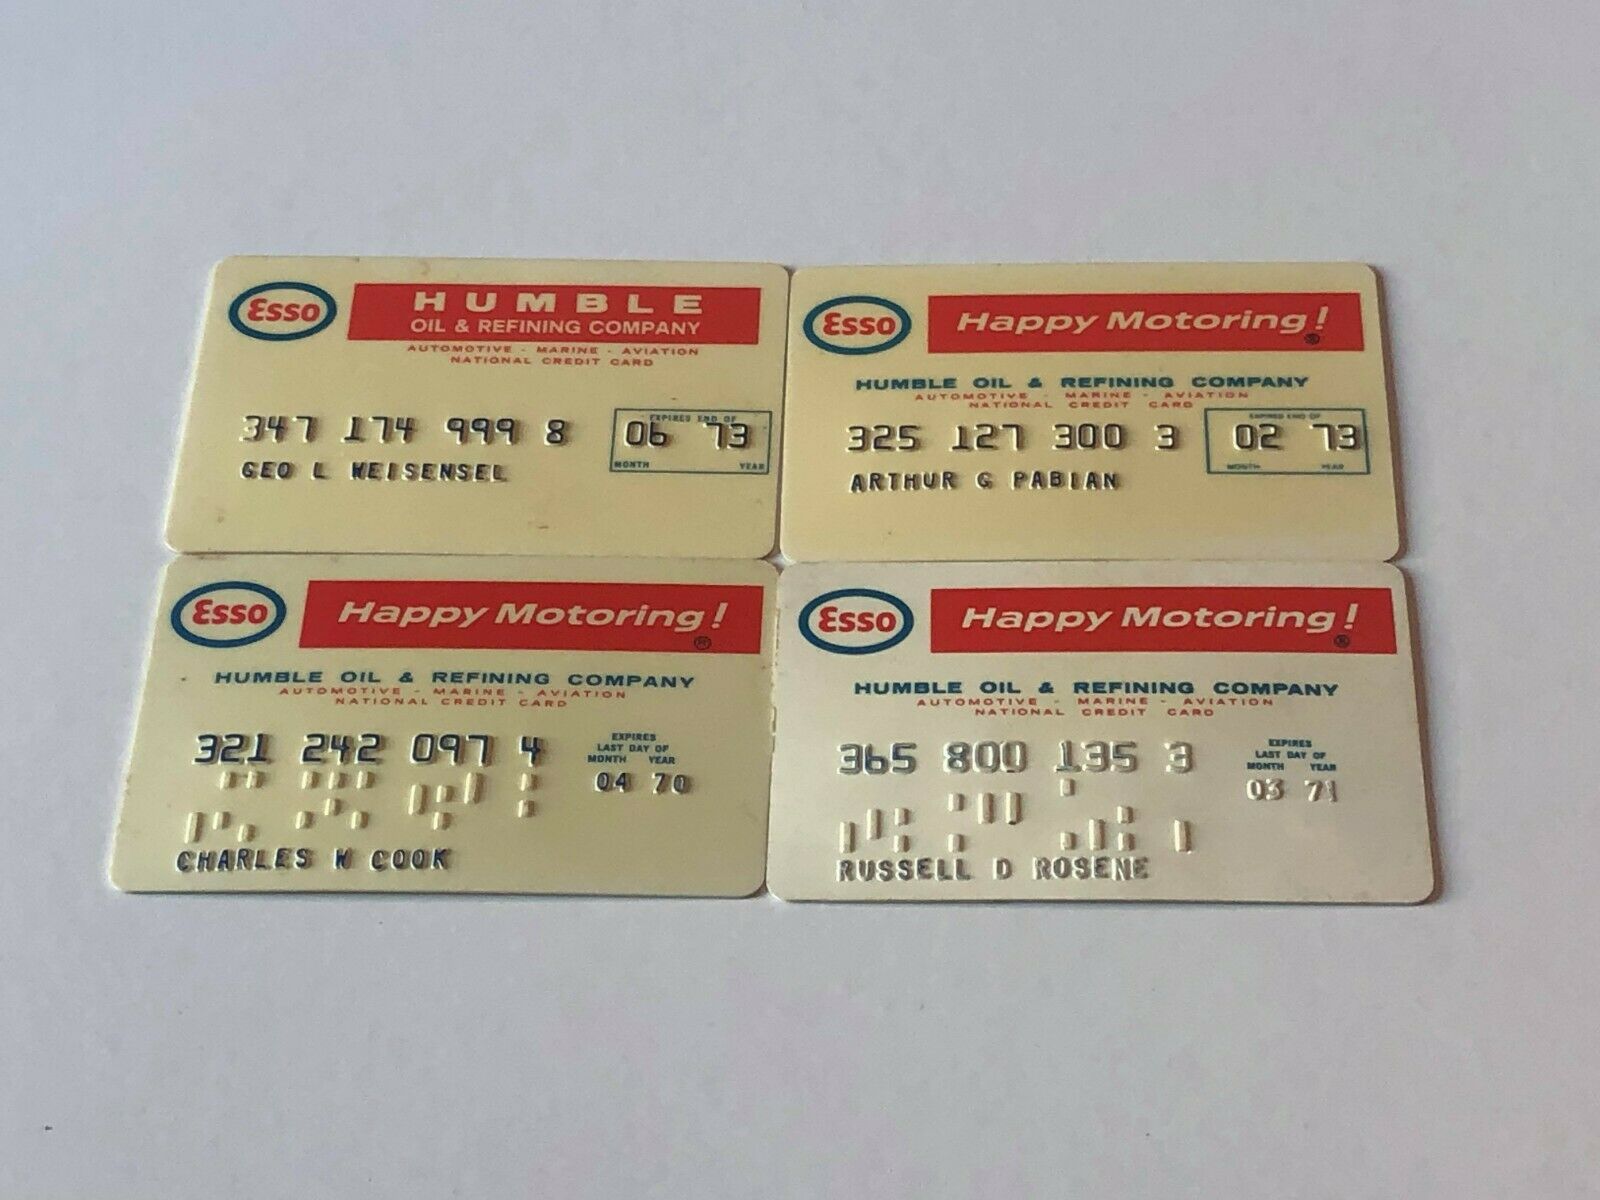 Esso
HUMBLE
OIL & REFINING COMPANY
AUTOMOTIVE - MARINE - AVIATION
NATIONAL CREDIT CARD
347 174 999 8
EXPIRES END OF
06 73
MONTH YEAR
GEO L WEISENSEL
Esso
Happy Motoring!
®
HUMBLE OIL & REFINING COMPANY
AUTOMOTIVE - MARINE - AVIATION
NATIONAL CREDIT CARD
325 127 300 3
EXPIRES END OF
02 73
MONTH YEAR
ARTHUR G PABIAN
Esso
Happy Motoring!
®
HUMBLE OIL & REFINING COMPANY
AUTOMOTIVE - MARINE - AVIATION
NATIONAL CREDIT CARD
321 242 097 4
EXPIRES
LAST DAY OF
MONTH YEAR
04 70
CHARLES W COOK
Esso
Happy Motoring!
®
HUMBLE OIL & REFINING COMPANY
AUTOMOTIVE - MARINE - AVIATION
NATIONAL CREDIT CARD
365 800 135 3
EXPIRES
LAST DAY OF
MONTH YEAR
03 71
RUSSELL D ROSENE